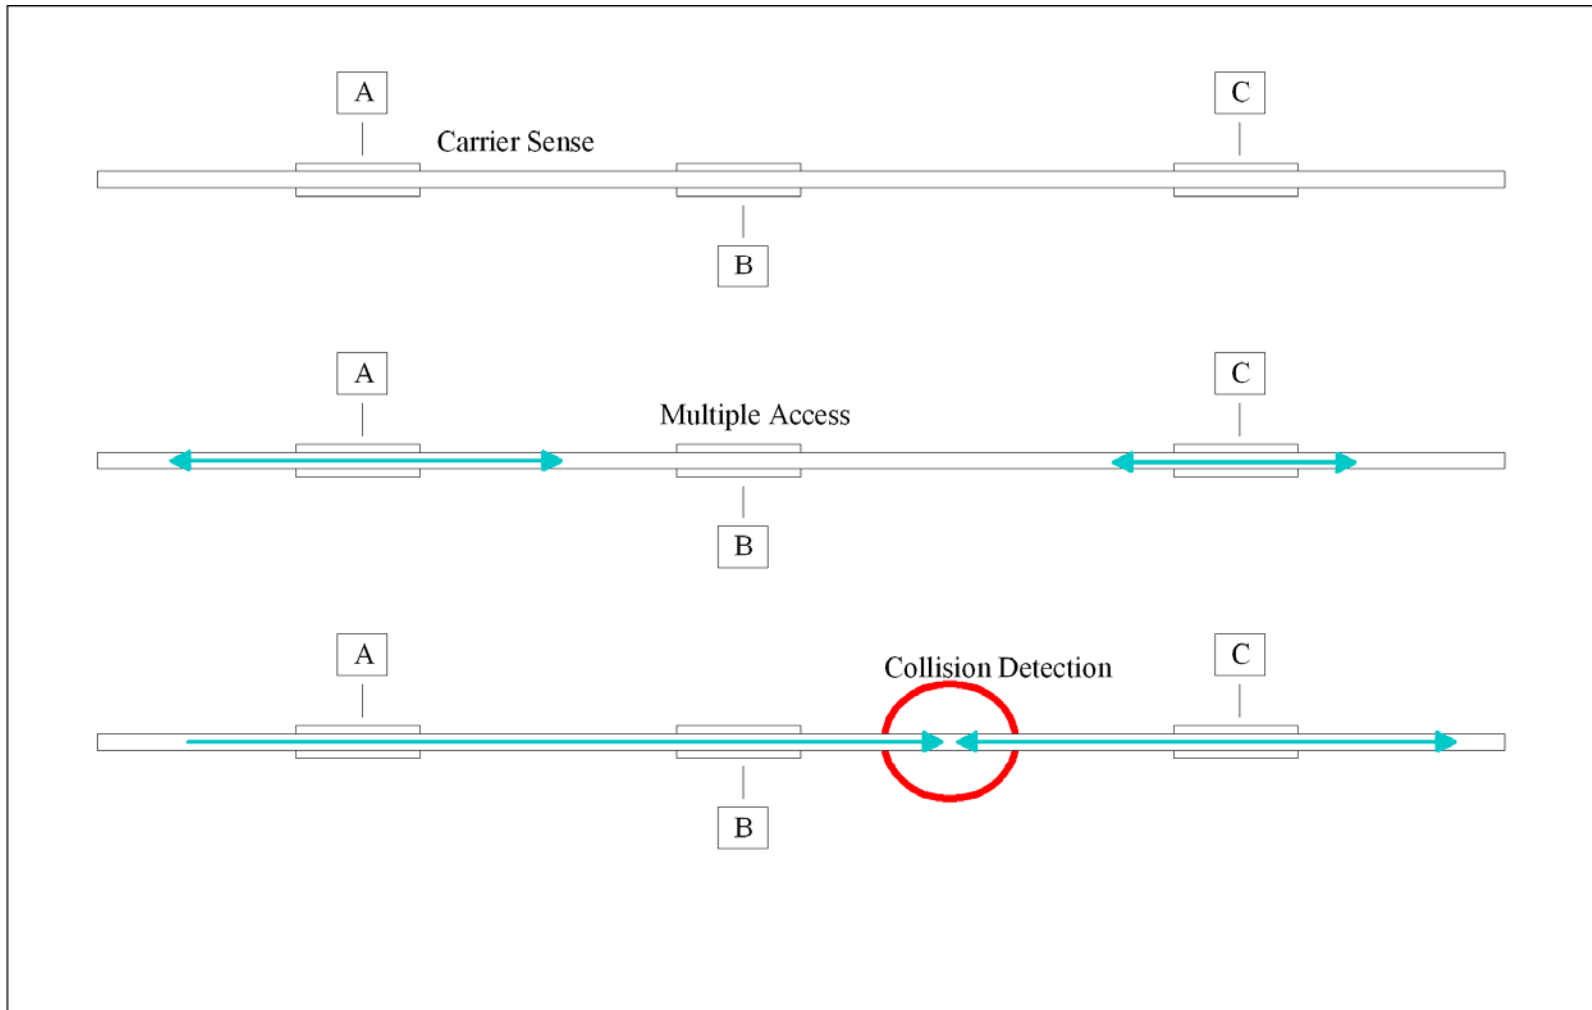 A
C
Carrier Sense
B
A
C
Multiple Access
B
A
C
Collision Detection
B